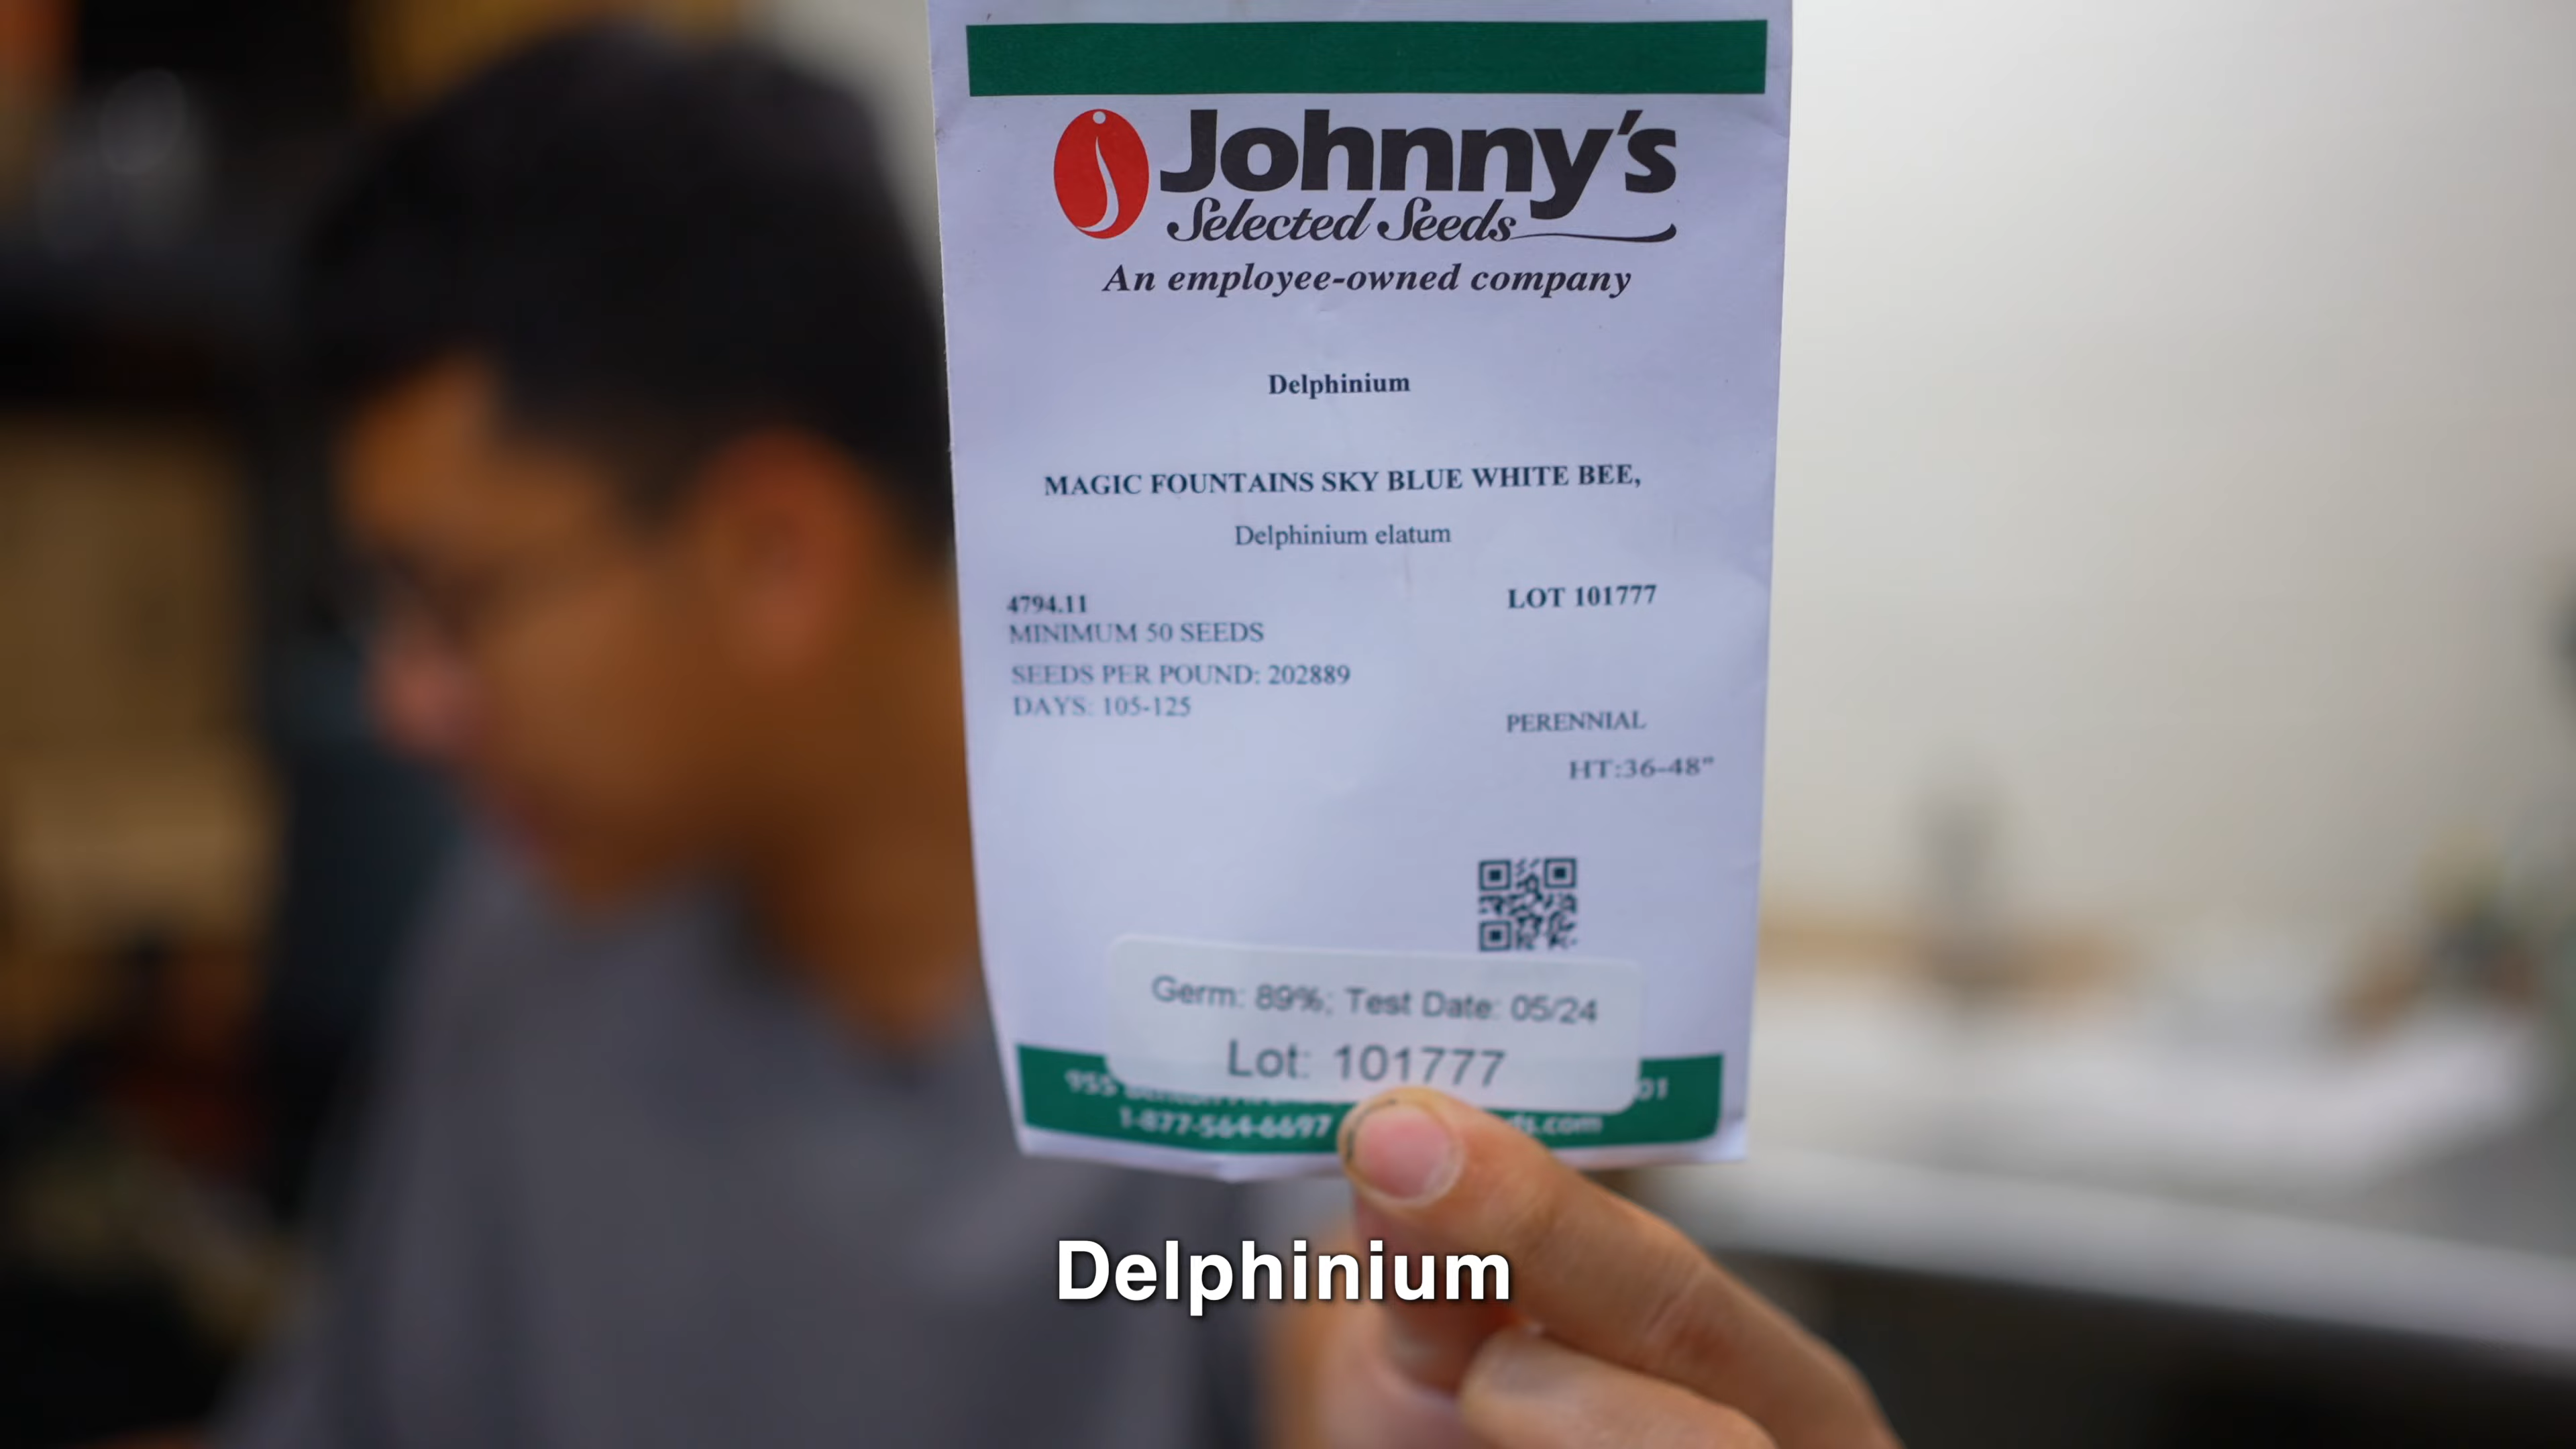 Johnny's
Selected Seeds
An employee-owned company
Delphinium
MAGIC FOUNTAINS SKY BLUE WHITE BEE,
Delphinium elatum
4794.11
LOT 101777
MINIMUM 50 SEEDS
SEEDS PER POUND: 202889
DAYS: 105-125
PERENNIAL
HT:36-48"
Germ: 89%; Test Date: 05/24
Lot: 101777
955
1-877-564-6697
Delphinium